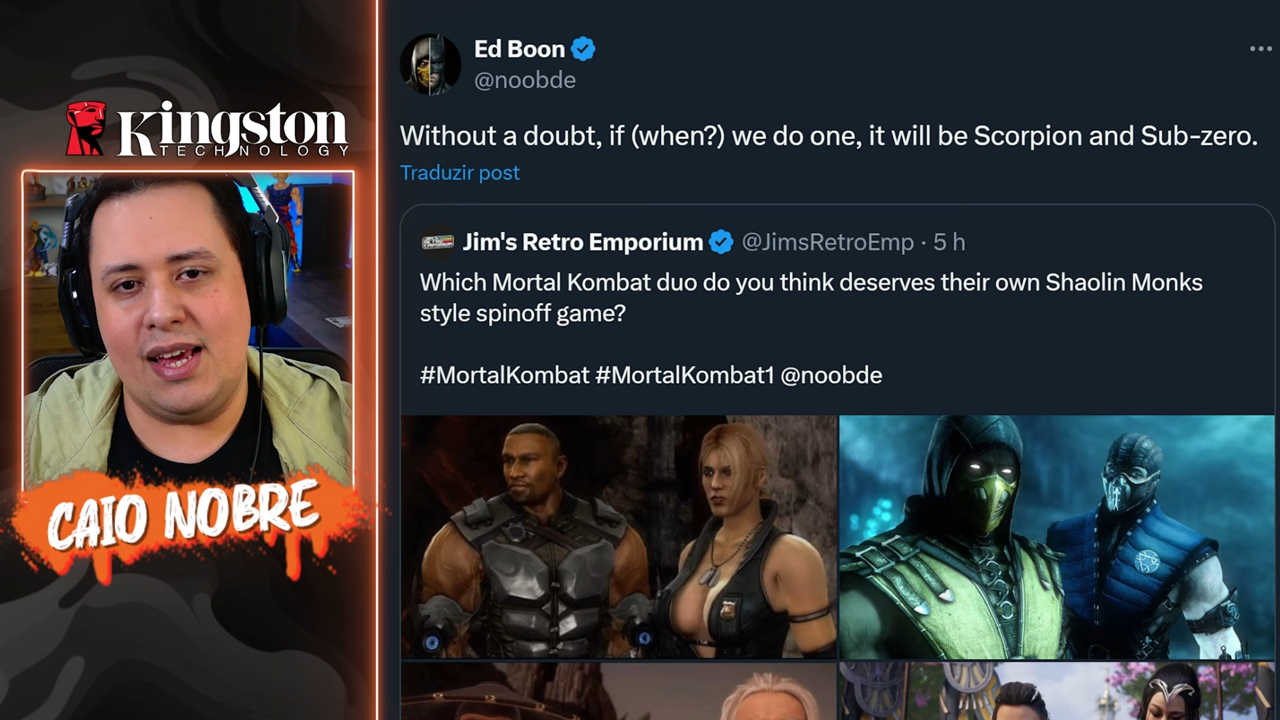 Kingston
TECHNOLOGY
CAIO NOBRE
Ed Boon
@noobde
Without a doubt, if (when?) we do one, it will be Scorpion and Sub-zero.
Traduzir post
Jim's Retro Emporium @JimsRetroEmp · 5 h
Which Mortal Kombat duo do you think deserves their own Shaolin Monks
style spinoff game?
#MortalKombat #MortalKombat1 @noobde